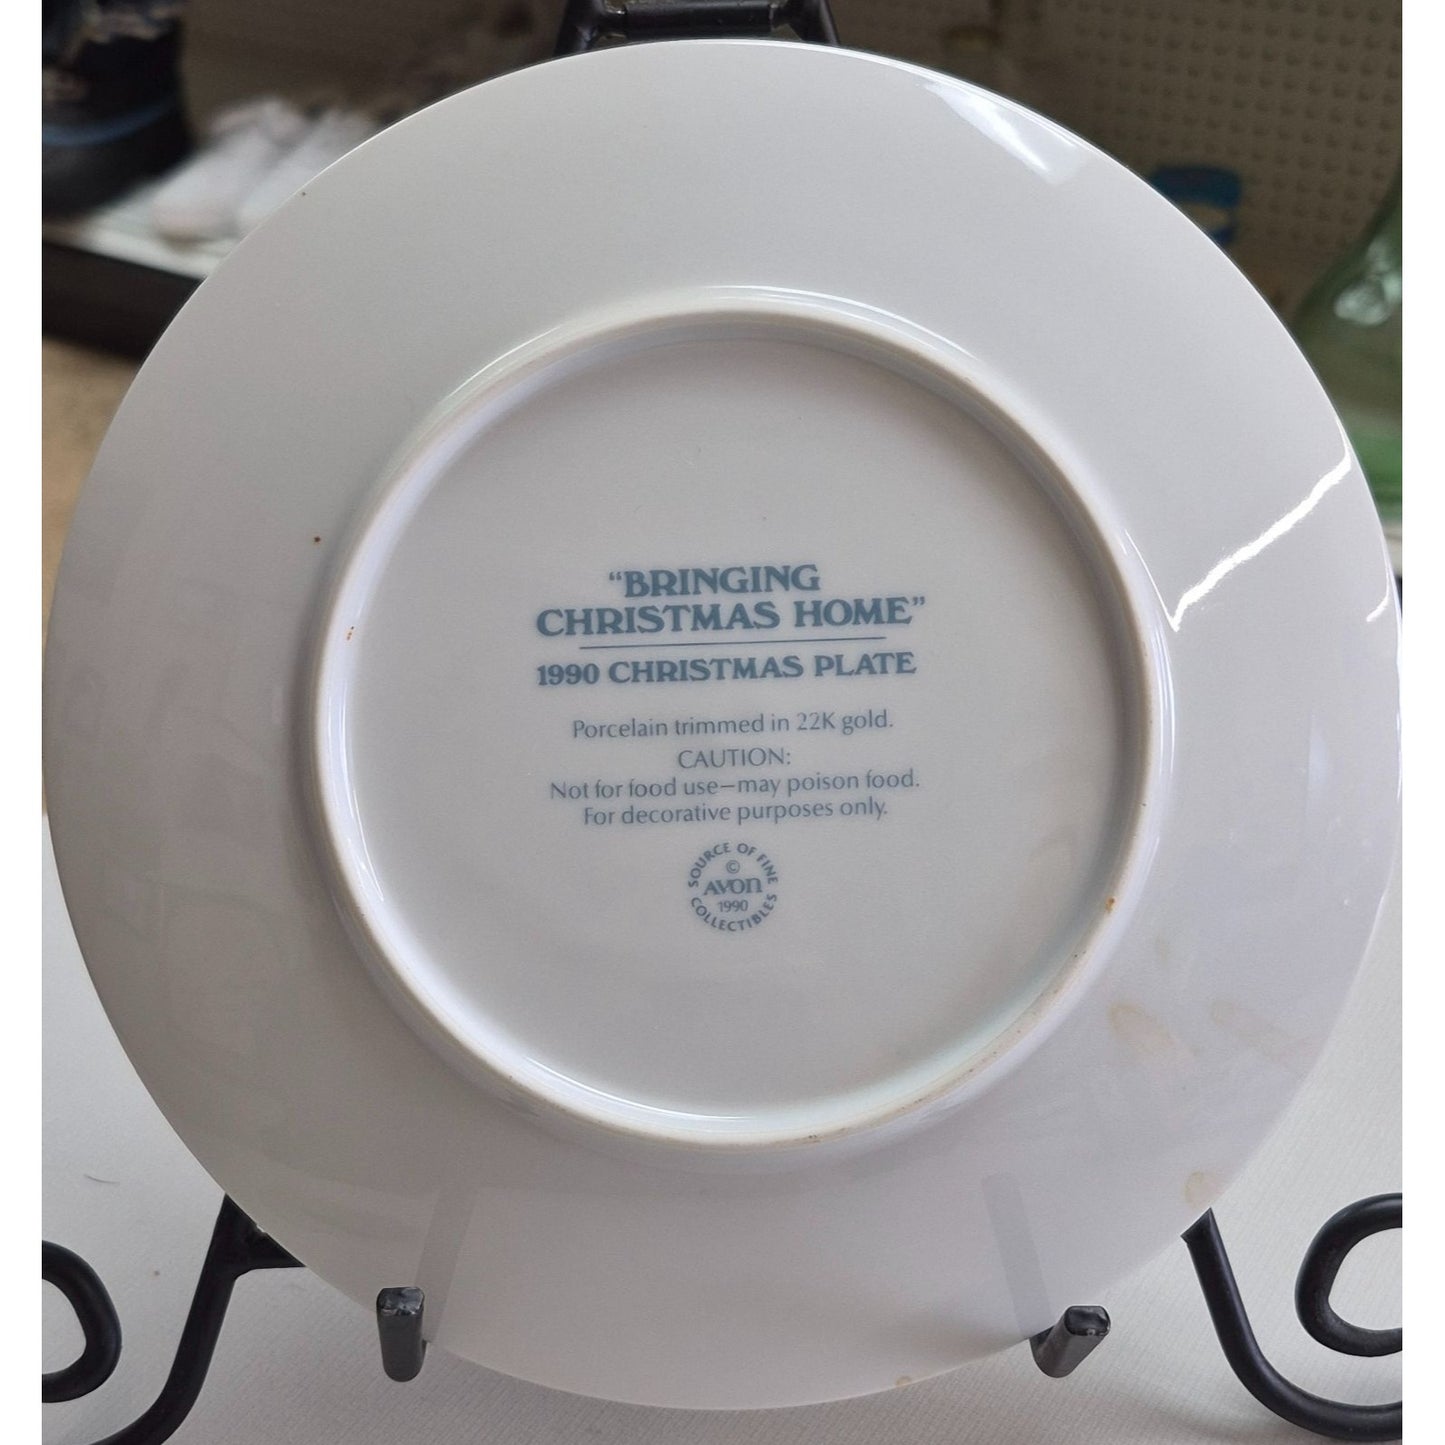 “BRINGING
CHRISTMAS HOME”
1990 CHRISTMAS PLATE
Porcelain trimmed in 22K gold.
CAUTION:
Not for food use—may poison food.
For decorative purposes only.
SOURCE OF FINE
©
AVON
1990
COLLECTIBLES